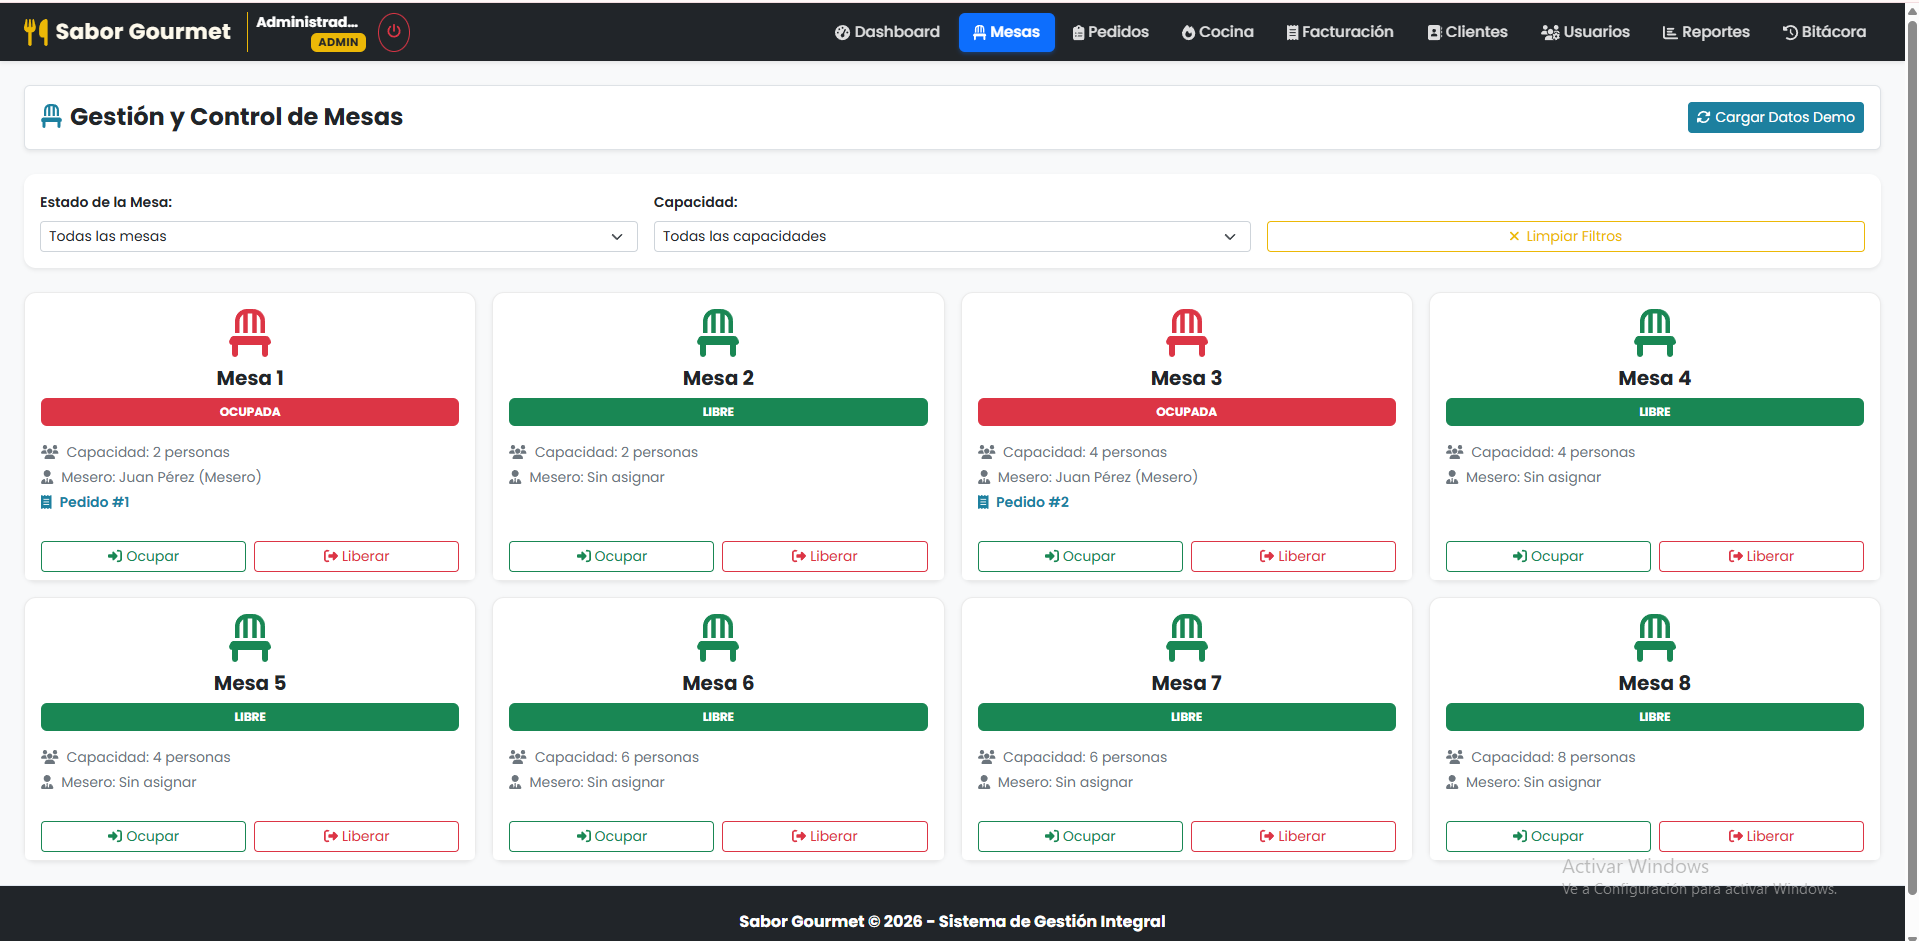 Sabor Gourmet
Administrad...
ADMIN
Dashboard
Mesas
Pedidos
Cocina
Facturación
Clientes
Usuarios
Reportes
Bitácora
Gestión y Control de Mesas
Cargar Datos Demo
Estado de la Mesa:
Capacidad:
Todas las mesas
Todas las capacidades
Limpiar Filtros
Mesa 1
OCUPADA
Capacidad: 2 personas
Mesero: Juan Pérez (Mesero)
Pedido #1
Ocupar
Liberar
Mesa 2
LIBRE
Capacidad: 2 personas
Mesero: Sin asignar
Ocupar
Liberar
Mesa 3
OCUPADA
Capacidad: 4 personas
Mesero: Juan Pérez (Mesero)
Pedido #2
Ocupar
Liberar
Mesa 4
LIBRE
Capacidad: 4 personas
Mesero: Sin asignar
Ocupar
Liberar
Mesa 5
LIBRE
Capacidad: 4 personas
Mesero: Sin asignar
Ocupar
Liberar
Mesa 6
LIBRE
Capacidad: 6 personas
Mesero: Sin asignar
Ocupar
Liberar
Mesa 7
LIBRE
Capacidad: 6 personas
Mesero: Sin asignar
Ocupar
Liberar
Mesa 8
LIBRE
Capacidad: 8 personas
Mesero: Sin asignar
Ocupar
Liberar
Activar Windows
Ve a Configuración para activar Windows.
Sabor Gourmet © 2026 - Sistema de Gestión Integral